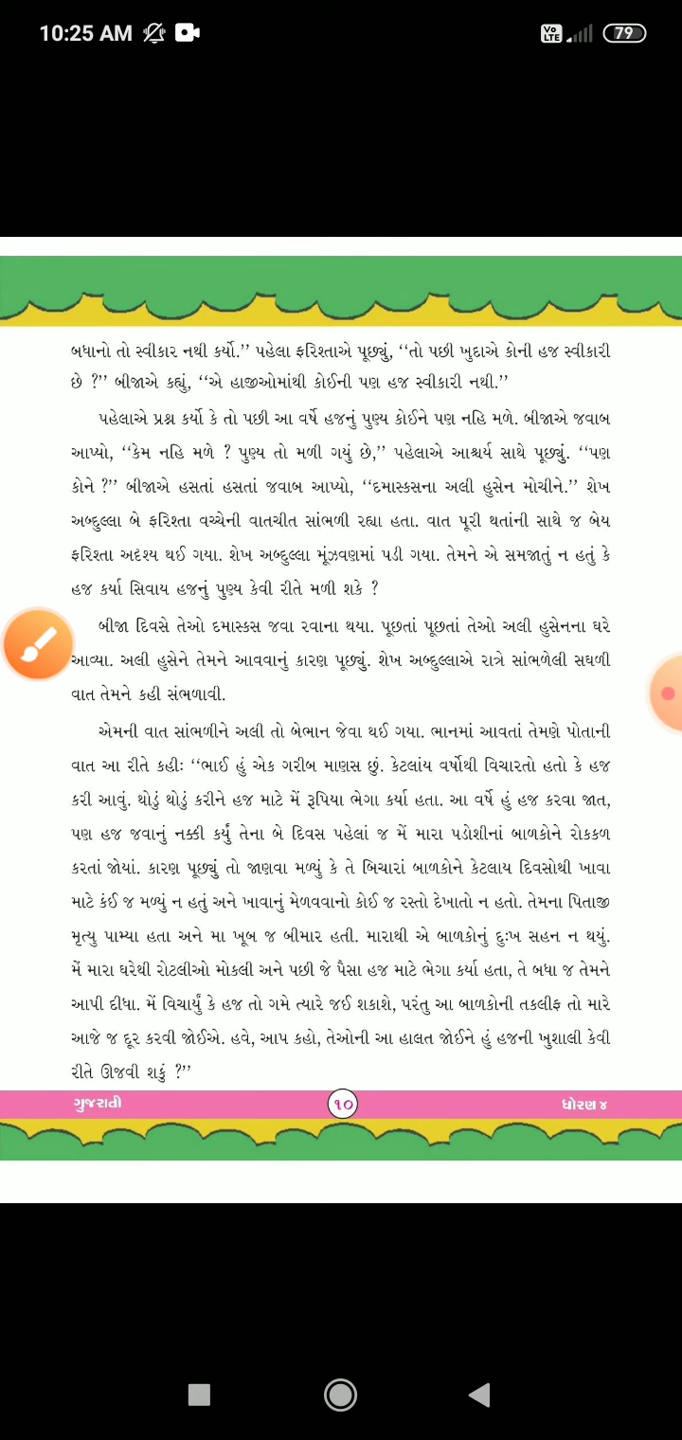 10:25 AM
Vo LTE 79
બધાનો તો સ્વીકાર નથી કર્યો.’’ પહેલા ફરિશ્તાએ પૂછ્યું, ‘‘તો પછી ખુદાએ કોની હજ સ્વીકારી
છે ?’’ બીજાએ કહ્યું, ‘‘એ હાજીઓમાંથી કોઈની પણ હજ સ્વીકારી નથી.’’
પહેલાએ પ્રશ્ન કર્યો કે તો પછી આ વર્ષે હજનું પુણ્ય કોઈને પણ નહિ મળે. બીજાએ જવાબ
આપ્યો, ‘‘કેમ નહિ મળે ? પુણ્ય તો મળી ગયું છે,’’ પહેલાએ આશ્ચર્ય સાથે પૂછ્યું. ‘‘પણ
કોને ?’’ બીજાએ હસતાં હસતાં જવાબ આપ્યો, ‘‘દમાસ્કસના અલી હુસેન મોચીને.’’ શેખ
અબ્દુલ્લા બે ફરિશ્તા વચ્ચેની વાતચીત સાંભળી રહ્યા હતા. વાત પૂરી થતાંની સાથે જ બેય
ફરિશ્તા અદૃશ્ય થઈ ગયા. શેખ અબ્દુલ્લા મૂંઝવણમાં પડી ગયા. તેમને એ સમજાતું ન હતું કે
હજ કર્યા સિવાય હજનું પુણ્ય કેવી રીતે મળી શકે ?
બીજા દિવસે તેઓ દમાસ્કસ જવા રવાના થયા. પૂછતાં પૂછતાં તેઓ અલી હુસેનના ઘરે
આવ્યા. અલી હુસેને તેમને આવવાનું કારણ પૂછ્યું. શેખ અબ્દુલ્લાએ રાત્રે સાંભળેલી સઘળી
વાત તેમને કહી સંભળાવી.
એમની વાત સાંભળીને અલી તો બેભાન જેવા થઈ ગયા. ભાનમાં આવતાં તેમણે પોતાની
વાત આ રીતે કહીઃ ‘‘ભાઈ હું એક ગરીબ માણસ છું. કેટલાંય વર્ષોથી વિચારતો હતો કે હજ
કરી આવું. થોડું થોડું કરીને હજ માટે મેં રૂપિયા ભેગા કર્યા હતા. આ વર્ષે હું હજ કરવા જાત,
પણ હજ જવાનું નક્કી કર્યું તેના બે દિવસ પહેલાં જ મેં મારા પડોશીનાં બાળકોને રોકકળ
કરતાં જોયાં. કારણ પૂછ્યું તો જાણવા મળ્યું કે તે બિચારાં બાળકોને કેટલાય દિવસોથી ખાવા
માટે કંઈ જ મળ્યું ન હતું અને ખાવાનું મેળવવાનો કોઈ જ રસ્તો દેખાતો ન હતો. તેમના પિતાજી
મૃત્યુ પામ્યા હતા અને મા ખૂબ જ બીમાર હતી. મારાથી એ બાળકોનું દુઃખ સહન ન થયું.
મેં મારા ઘરેથી રોટલીઓ મોકલી અને પછી જે પૈસા હજ માટે ભેગા કર્યા હતા, તે બધા જ તેમને
આપી દીધા. મેં વિચાર્યું કે હજ તો ગમે ત્યારે જઈ શકાશે, પરંતુ આ બાળકોની તકલીફ તો મારે
આજે જ દૂર કરવી જોઈએ. હવે, આપ કહો, તેઓની આ હાલત જોઈને હું હજની ખુશાલી કેવી
રીતે ઊજવી શકું ?’’
ગુજરાતી ૧૦ ધોરણ ૪